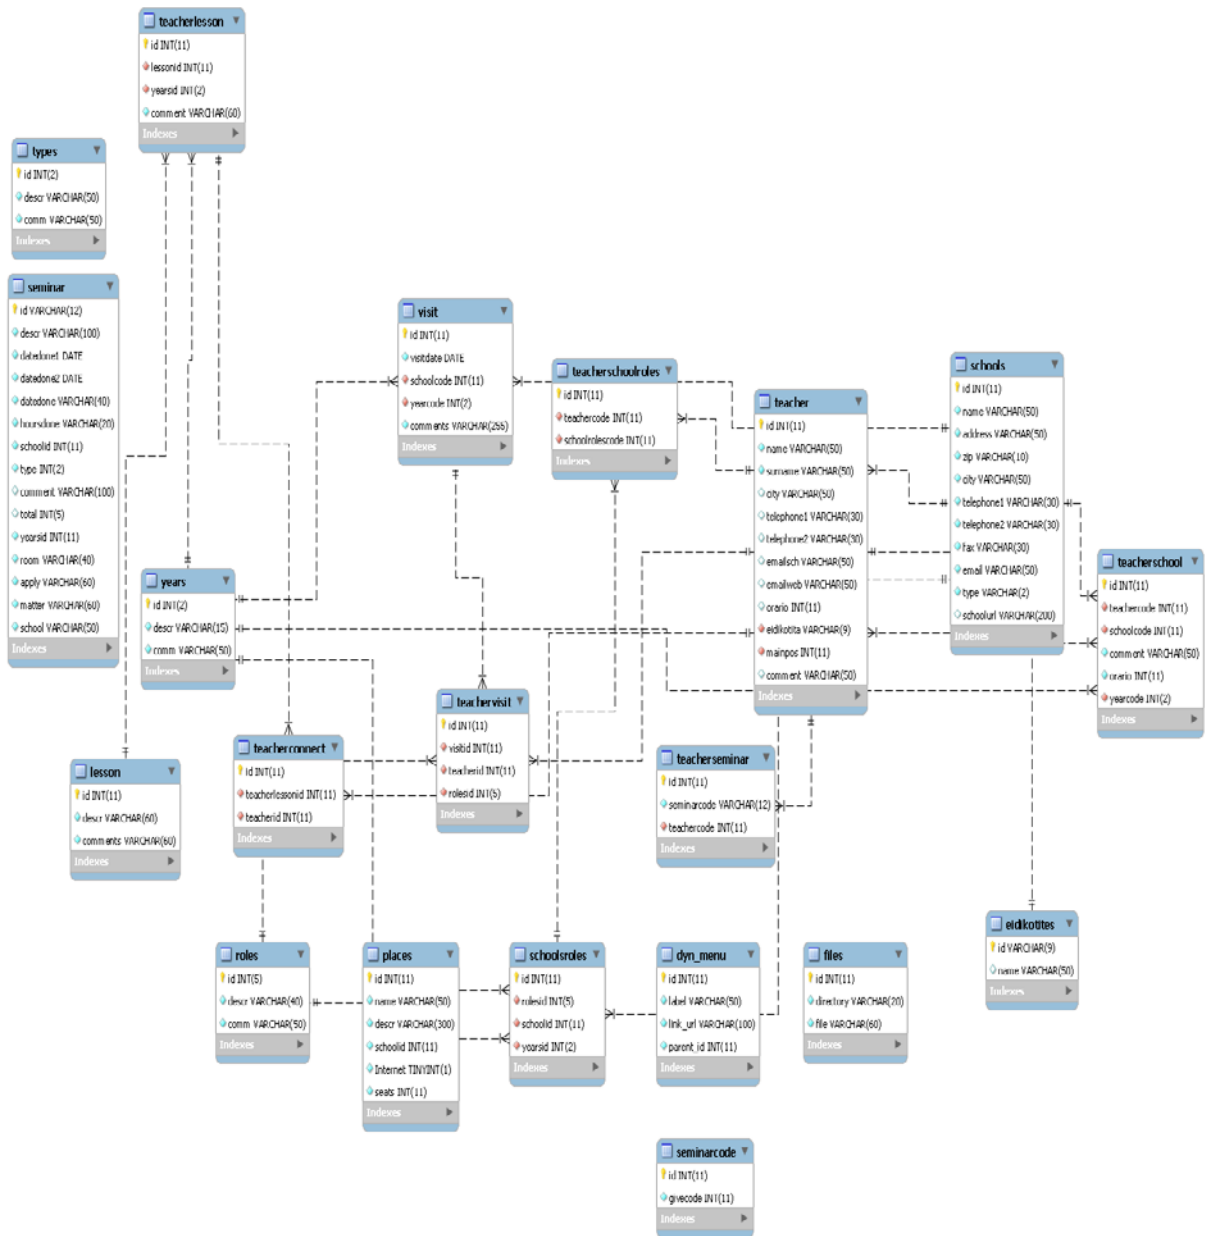 teacherlesson
id INT(11)
lessonid INT(11)
yearsid INT(2)
comment VARCHAR(60)
Indexes
types
id INT(2)
descr VARCHAR(50)
comm VARCHAR(50)
Indexes
seminar
id VARCHAR(12)
descr VARCHAR(100)
datedone1 DATE
datedone2 DATE
datedone VARCHAR(40)
hoursdone VARCHAR(20)
schoolid INT(11)
type INT(2)
comment VARCHAR(100)
total INT(5)
yearsid INT(11)
room VARCHAR(40)
apply VARCHAR(60)
matter VARCHAR(60)
school VARCHAR(50)
Indexes
visit
id INT(11)
visitdate DATE
schoolcode INT(11)
yearcode INT(2)
comments VARCHAR(255)
Indexes
teacherschoolroles
id INT(11)
teachercode INT(11)
schoolrolescode INT(11)
Indexes
teacher
id INT(11)
name VARCHAR(50)
surname VARCHAR(50)
city VARCHAR(50)
telephone1 VARCHAR(30)
telephone2 VARCHAR(30)
emailsch VARCHAR(50)
emailweb VARCHAR(50)
orario INT(11)
eidikotita VARCHAR(9)
mainpos INT(11)
comment VARCHAR(50)
Indexes
schools
id INT(11)
name VARCHAR(50)
address VARCHAR(50)
zip VARCHAR(10)
city VARCHAR(50)
telephone1 VARCHAR(30)
telephone2 VARCHAR(30)
fax VARCHAR(30)
email VARCHAR(50)
type VARCHAR(2)
schoolurl VARCHAR(200)
Indexes
teacherschool
id INT(11)
teachercode INT(11)
schoolcode INT(11)
comment VARCHAR(50)
orario INT(11)
yearcode INT(2)
Indexes
years
id INT(2)
descr VARCHAR(15)
comm VARCHAR(50)
Indexes
teachervisit
id INT(11)
visitid INT(11)
teacherid INT(11)
rolesid INT(5)
Indexes
teacherconnect
id INT(11)
teacherlessonid INT(11)
teacherid INT(11)
Indexes
teacherseminar
id INT(11)
seminarcode VARCHAR(12)
teachercode INT(11)
Indexes
lesson
id INT(11)
descr VARCHAR(60)
comments VARCHAR(60)
Indexes
eidikotites
id VARCHAR(9)
name VARCHAR(50)
Indexes
roles
id INT(5)
descr VARCHAR(40)
comm VARCHAR(50)
Indexes
places
id INT(11)
name VARCHAR(50)
descr VARCHAR(300)
schoolid INT(11)
Internet TINYINT(1)
seats INT(11)
Indexes
schoolsroles
id INT(11)
rolesid INT(5)
schoolid INT(11)
yearsid INT(2)
Indexes
dyn_menu
id INT(11)
label VARCHAR(50)
link_url VARCHAR(100)
parent_id INT(11)
Indexes
files
id INT(11)
directory VARCHAR(20)
file VARCHAR(60)
Indexes
seminarcode
id INT(11)
givecode INT(11)
Indexes